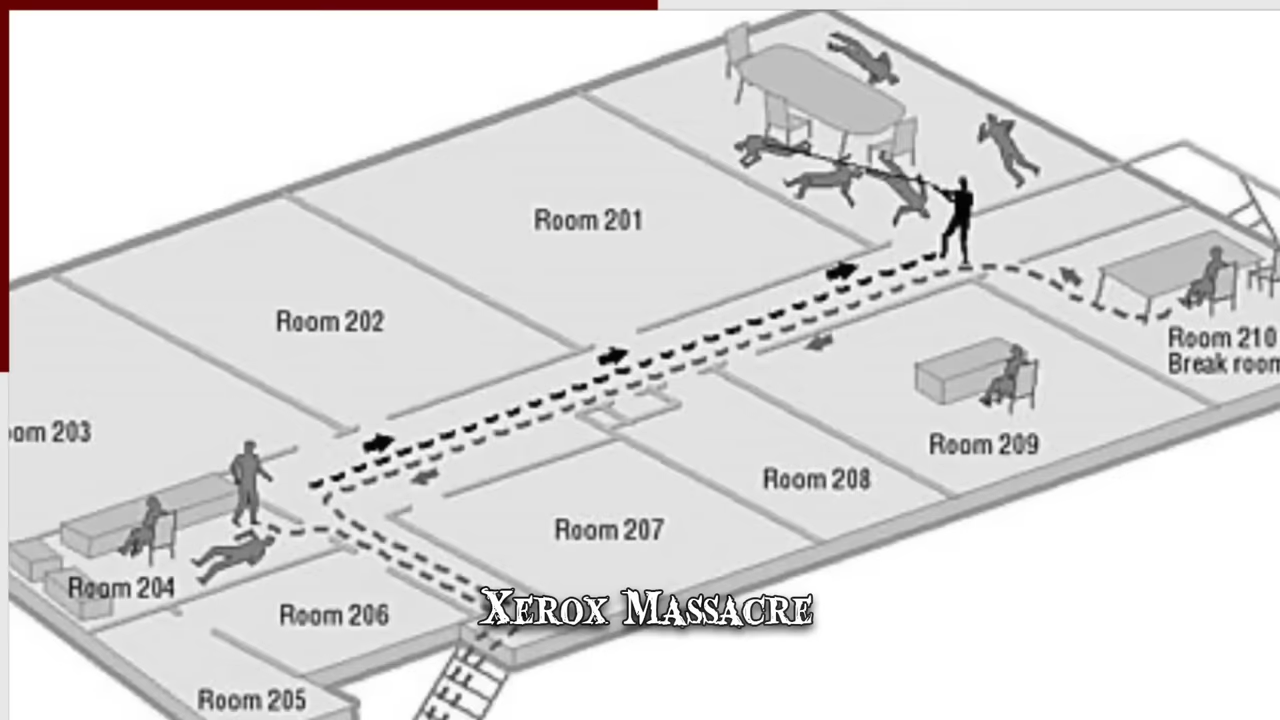 Room 201
Room 202
Room 210
Break room
oom 203
Room 209
Room 208
Room 207
Room 204
Xerox Massacre
Room 206
Room 205